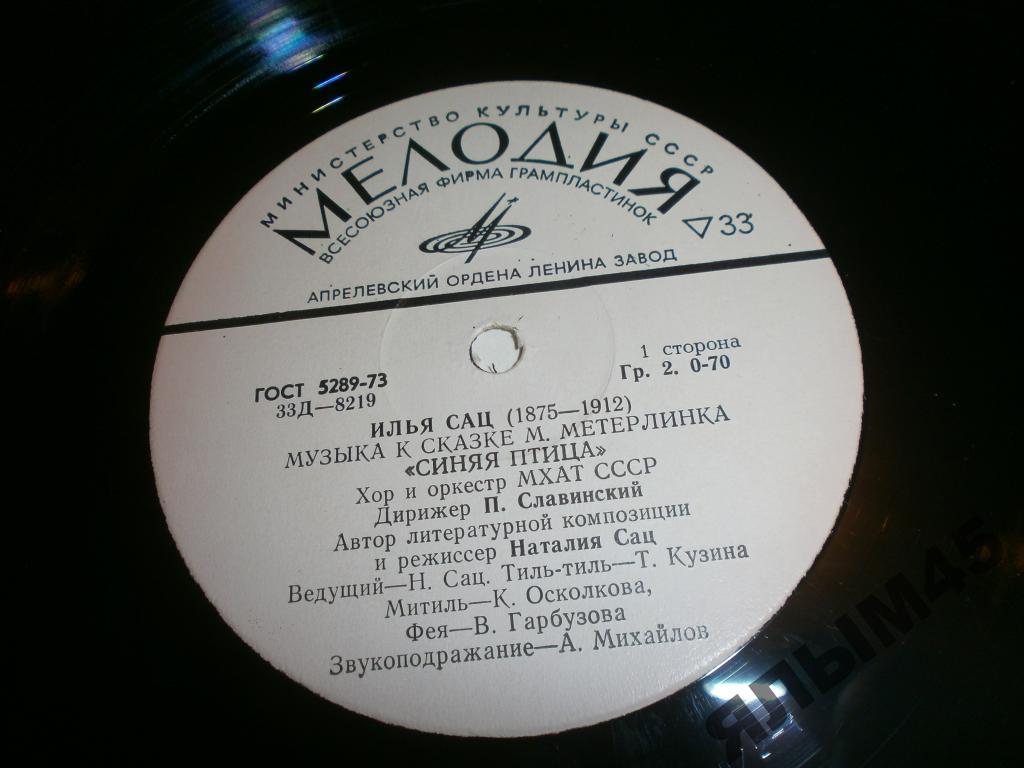 МИНИСТЕРСТВО КУЛЬТУРЫ СССР
МЕЛОДИЯ
ВСЕСОЮЗНАЯ ФИРМА ГРАМПЛАСТИНОК
33
АПРЕЛЕВСКИЙ ОРДЕНА ЛЕНИНА ЗАВОД
ГОСТ 5289-73
33Д—8219
1 сторона
Гр. 2. 0-70
ИЛЬЯ САЦ (1875—1912)
МУЗЫКА К СКАЗКЕ М. МЕТЕРЛИНКА
«СИНЯЯ ПТИЦА»
Хор и оркестр МХАТ СССР
Дирижер П. Славинский
Автор литературной композиции
и режиссер Наталия Сац
Ведущий—Н. Сац. Тиль-тиль—Т. Кузина
Митиль—К. Осколкова,
Фея—В. Гарбузова
Звукоподражание—А. Михайлов
ЯЛЫМ45